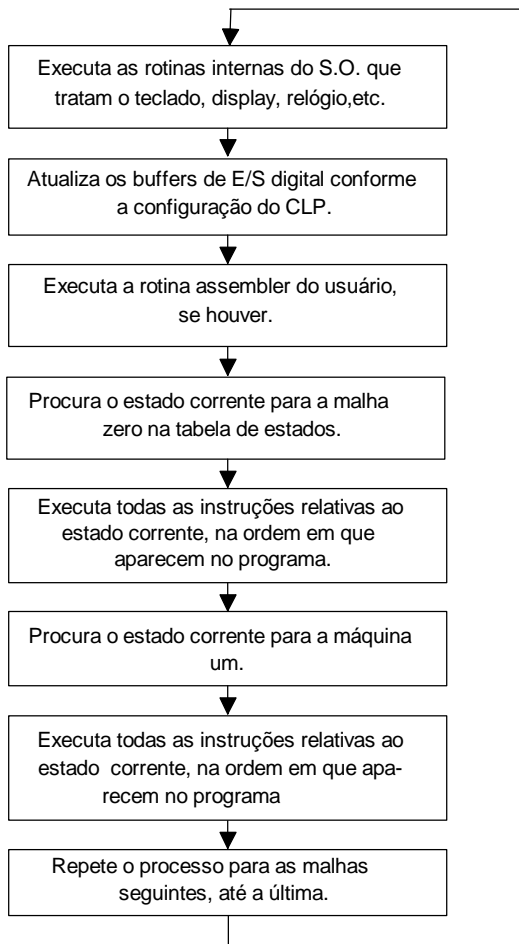 Executa as rotinas internas do S.O. que
tratam o teclado, display, relógio,etc.
Atualiza os buffers de E/S digital conforme
a configuração do CLP.
Executa a rotina assembler do usuário,
se houver.
Procura o estado corrente para a malha
zero na tabela de estados.
Executa todas as instruções relativas ao
estado corrente, na ordem em que
aparecem no programa.
Procura o estado corrente para a máquina
um.
Executa todas as instruções relativas ao
estado corrente, na ordem em que apa-
recem no programa
Repete o processo para as malhas
seguintes, até a última.